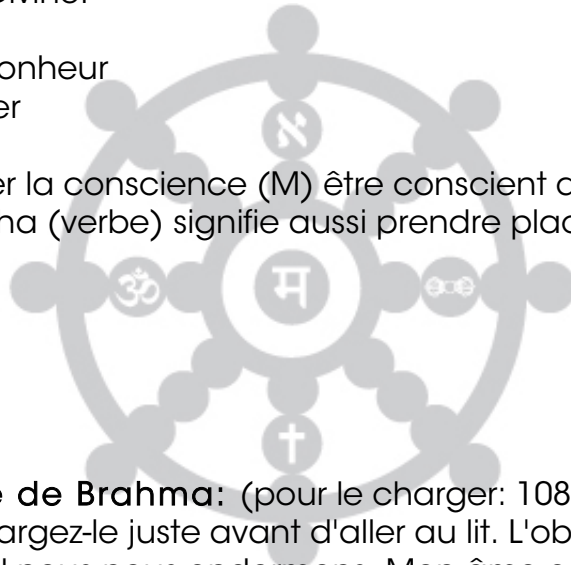 onheur
er
er la conscience (M) être conscient
na (verbe) signifie aussi prendre plac
א
ॐ
म
e de Brahma: (pour le charger: 108
argez-le juste avant d'aller au lit. L'ob